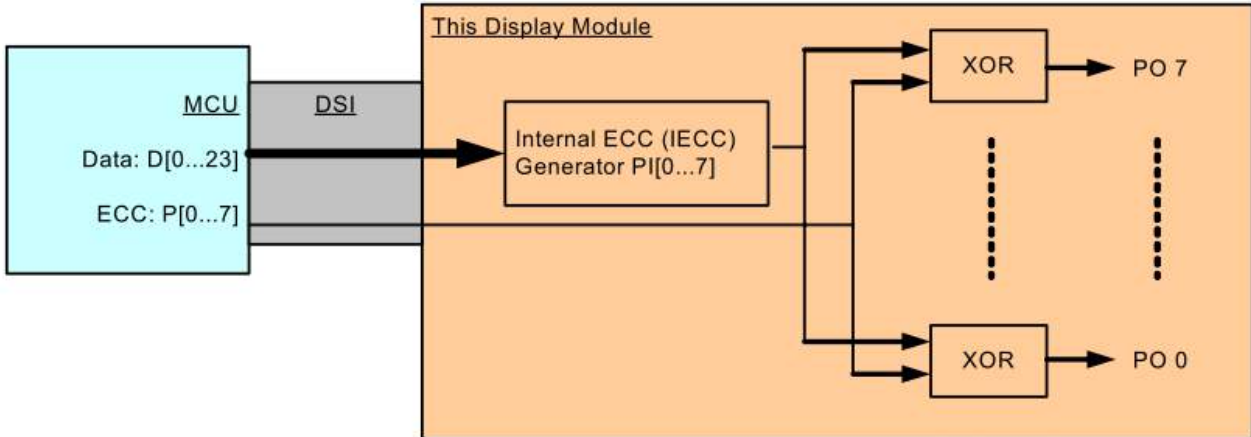 This Display Module
MCU
DSI
Data: D[0...23]
ECC: P[0...7]
Internal ECC (IECC)
Generator PI[0...7]
XOR
PO 7
XOR
PO 0